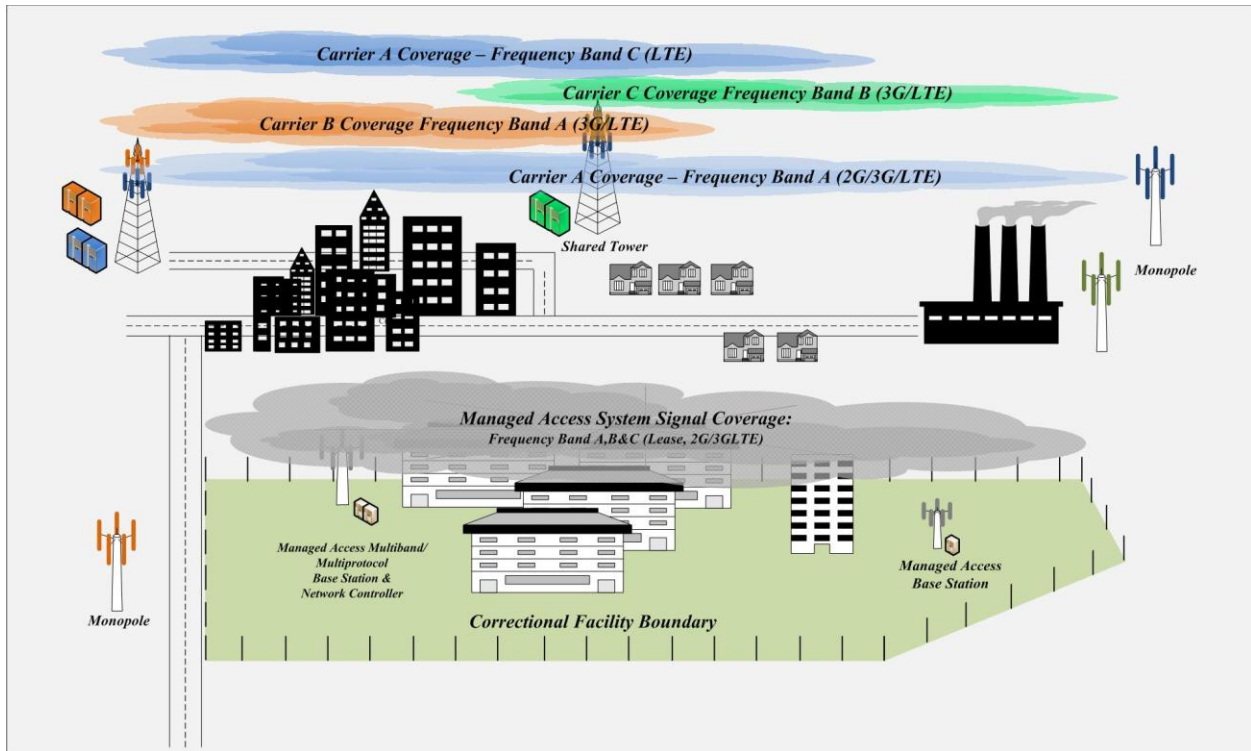 Carrier A Coverage – Frequency Band C (LTE)
Carrier C Coverage Frequency Band B (3G/LTE)
Carrier B Coverage Frequency Band A (3G/LTE)
Carrier A Coverage – Frequency Band A (2G/3G/LTE)
Shared Tower
Monopole
Managed Access System Signal Coverage:
Frequency Band A,B&C (Lease, 2G/3GLTE)
Managed Access Multiband/
Multiprotocol
Base Station &
Network Controller
Managed Access
Base Station
Monopole
Correctional Facility Boundary